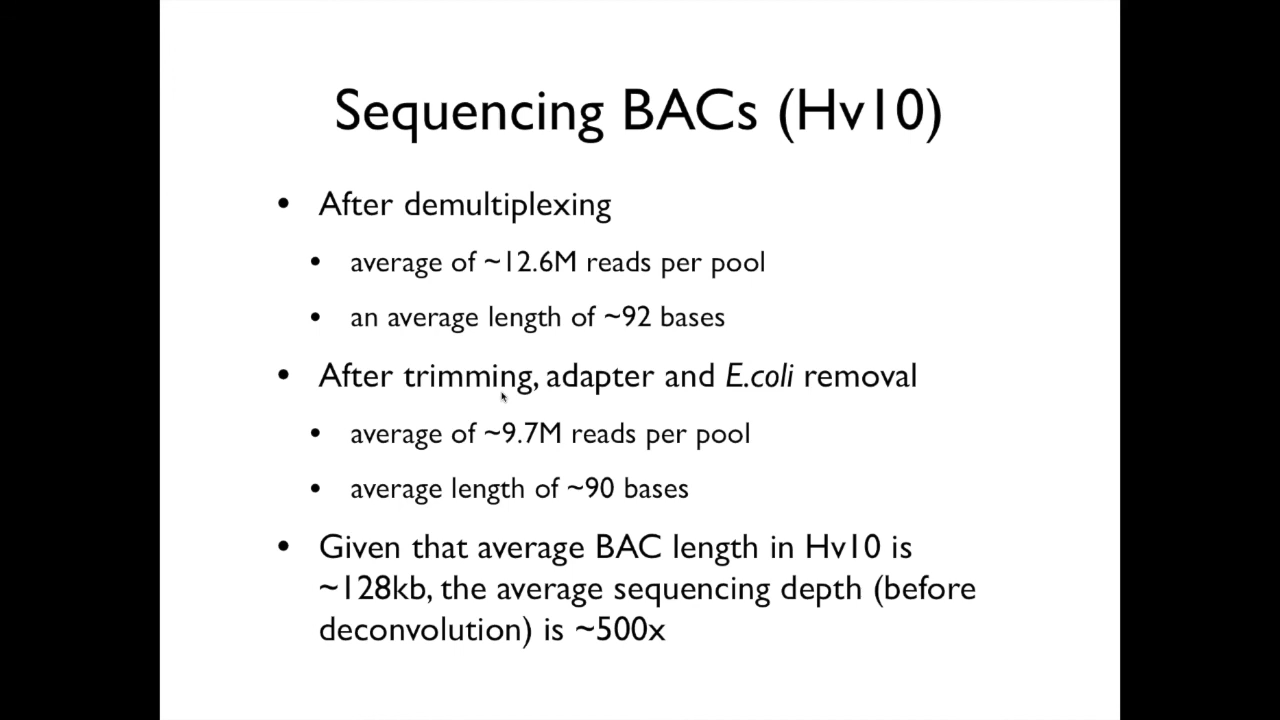 Sequencing BACs (Hv10)
• After demultiplexing
• average of ~12.6M reads per pool
• an average length of ~92 bases
• After trimming, adapter and E.coli removal
• average of ~9.7M reads per pool
• average length of ~90 bases
• Given that average BAC length in Hv10 is
~128kb, the average sequencing depth (before
deconvolution) is ~500x